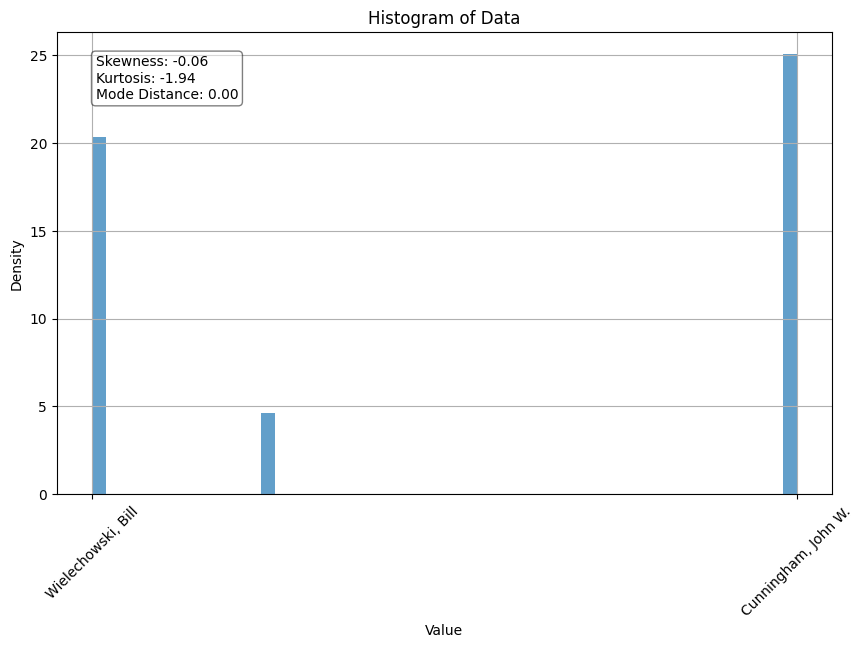 Histogram of Data
Skewness: -0.06
Kurtosis: -1.94
Mode Distance: 0.00
25
20
15
10
5
0
Density
Wielechowski, Bill
Cunningham, John W.
Value